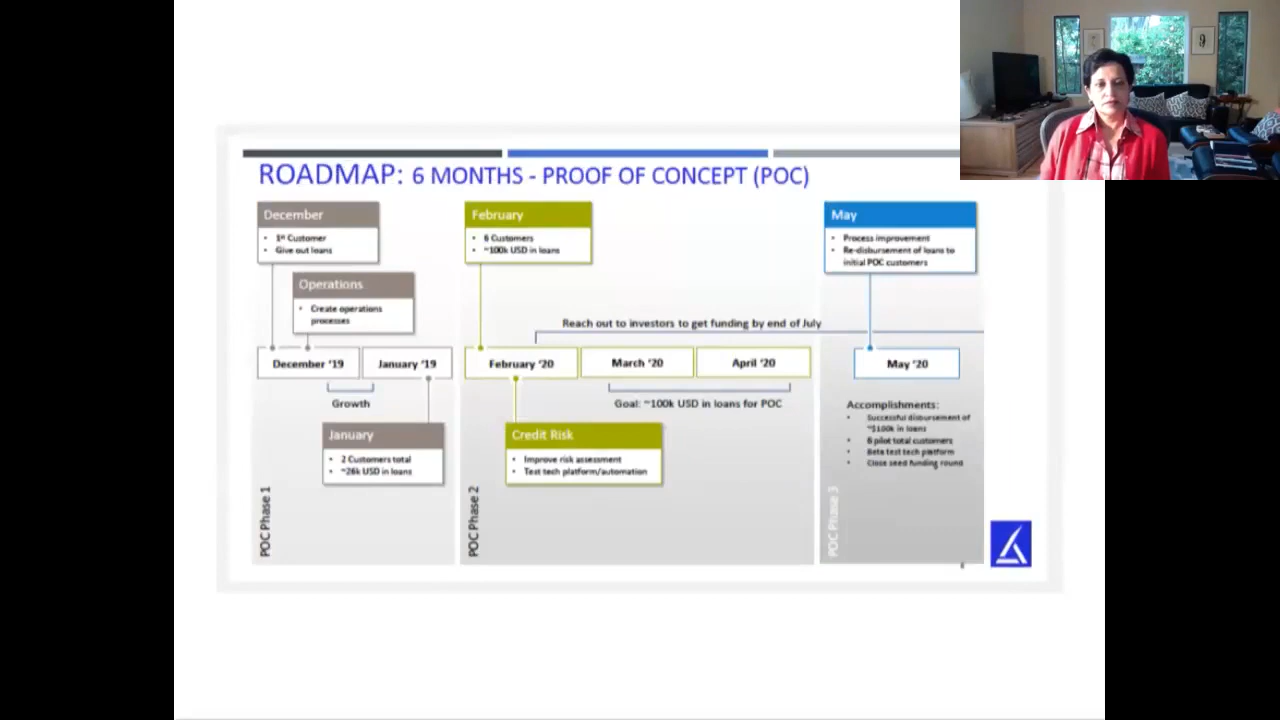 ROADMAP: 6 MONTHS - PROOF OF CONCEPT (POC)
December
• 1st Customer
• Give out loans
Operations
• Create operations
processes
February
• 6 Customers
• ~100k USD in loans
May
• Process improvement
• Re-disbursement of loans to
initial POC customers
Reach out to investors to get funding by end of July
December '19
January '19
February '20
March '20
April '20
May '20
Growth
Goal: ~100k USD in loans for POC
January
• 2 Customers total
• ~26k USD in loans
Credit Risk
• Improve risk assessment
• Test tech platform/automation
Accomplishments:
• Successful disbursement of
~$100k in loans
• 6 pilot total customers
• Beta test tech platform
• Close seed funding round
POC Phase 1
POC Phase 2
POC Phase 3